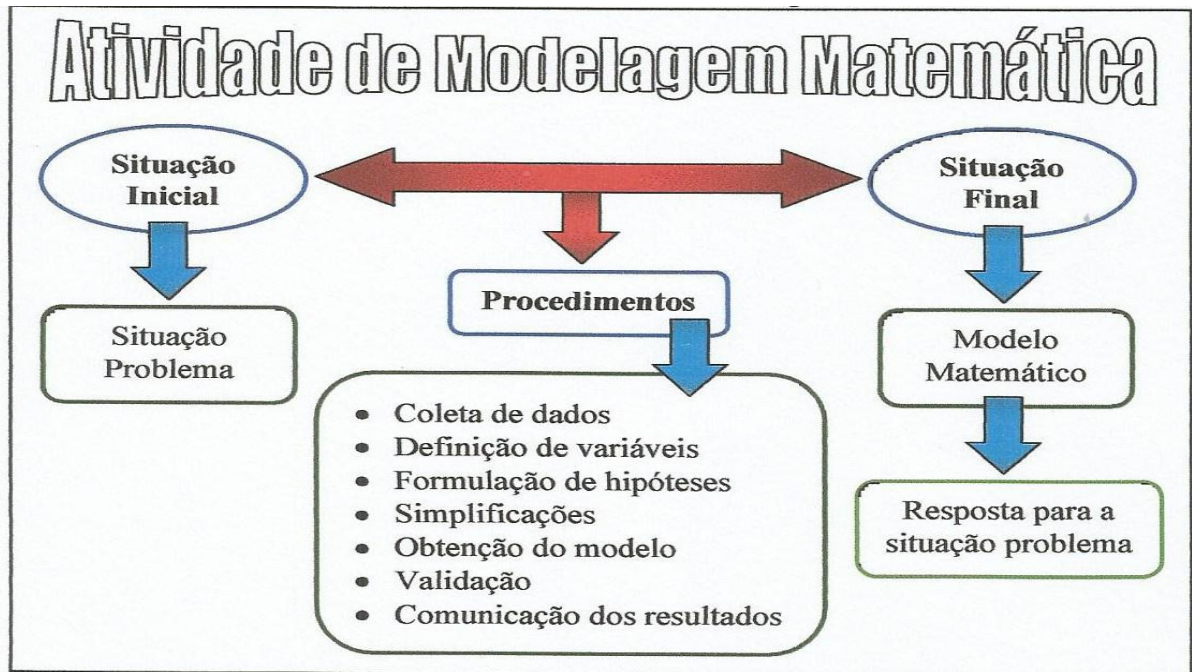 Atividade de Modelagem Matemática
Situação
Inicial
Situação
Final
Procedimentos
Situação
Problema
Modelo
Matemático
• Coleta de dados
• Definição de variáveis
• Formulação de hipóteses
• Simplificações
• Obtenção do modelo
• Validação
• Comunicação dos resultados
Resposta para a
situação problema